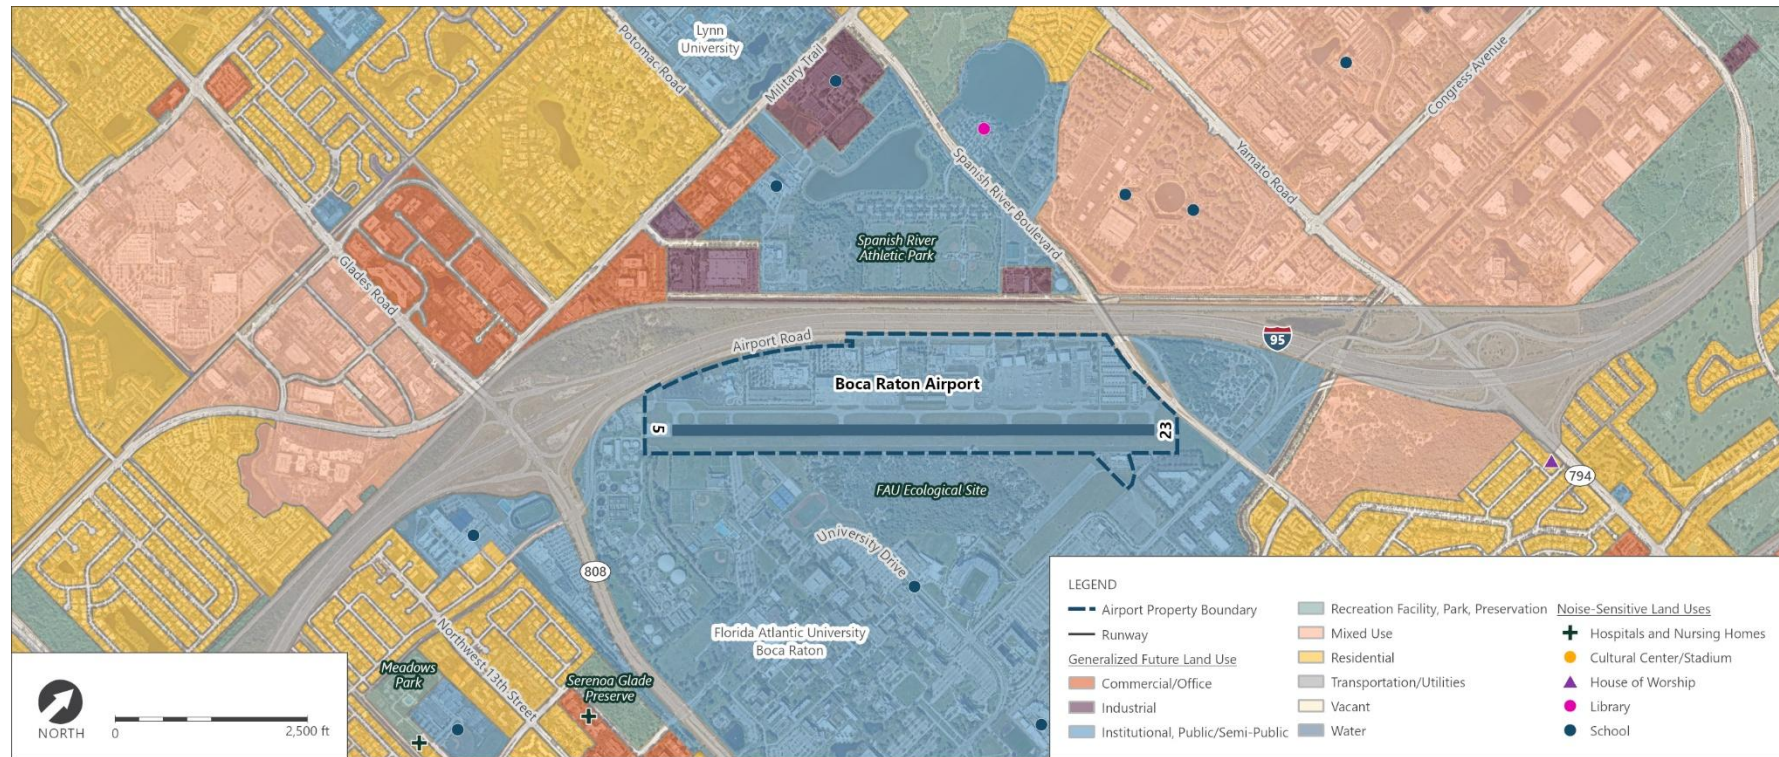 Lynn
University
Potomac Road
Military Trail
Congress Avenue
Spanish River Boulevard
Yamato Road
Spanish River
Athletic Park
Glades Road
Airport Road
95
Boca Raton Airport
5
23
FAU Ecological Site
794
University Drive
808
Florida Atlantic University
Boca Raton
Northwest 13th Street
Meadows
Park
Serenoa Glade
Preserve
NORTH
0
2,500 ft
LEGEND
Airport Property Boundary
Runway
Generalized Future Land Use
Commercial/Office
Industrial
Institutional, Public/Semi-Public
Recreation Facility, Park, Preservation
Mixed Use
Residential
Transportation/Utilities
Vacant
Water
Noise-Sensitive Land Uses
Hospitals and Nursing Homes
Cultural Center/Stadium
House of Worship
Library
School